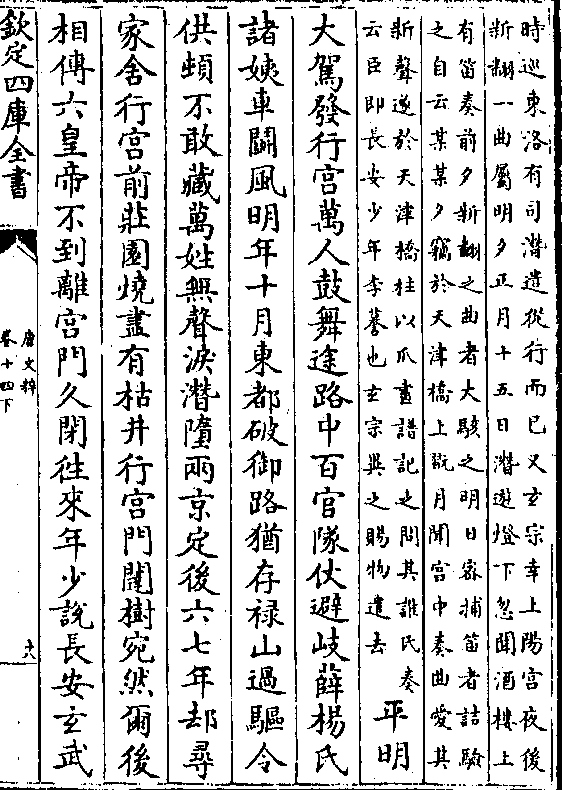 時巡東洛有司潛遣從行而已又玄宗幸上陽宮夜後
新翻一曲屬明夕正月十五日潛遊燈下忽聞酒樓上
有笛奏前夕新翻之曲者大駭之明日密捕笛者詰驗
之自云某某夕竊於天津橋上翫月聞宫中奏曲愛其
新聲遂於天津橋柱以爪畫譜記之問其誰氏奏
云臣即長安少年李謩也玄宗異之賜物遣去
平明
大駕發行宫萬人鼓舞途路中百官隊仗避岐薛楊氏
諸姨車鬭風明年十月東都破御路猶存祿山過驅令
供頓不敢藏萬姓無聲淚潛墮兩京定後六七年却尋
家舍行宫前莊園燒盡有枯井行宫門闥樹宛然爾後
相傳六皇帝不到離宫門久閉徃來年少說長安玄武
欽定四庫全書
唐文粹
卷十四下